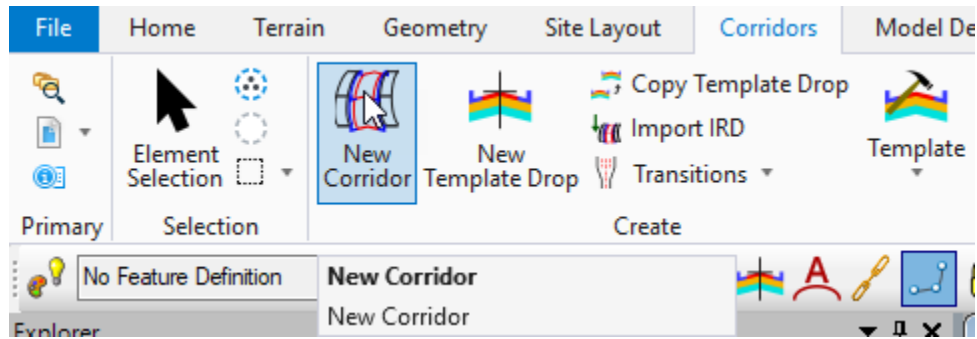 File Home Terrain Geometry Site Layout Corridors Model De
Copy Template Drop
Import IRD
Transitions
Element
Selection
New
Corridor
New
Template Drop
Template
Primary Selection Create
No Feature Definition
New Corridor
New Corridor
Explorer